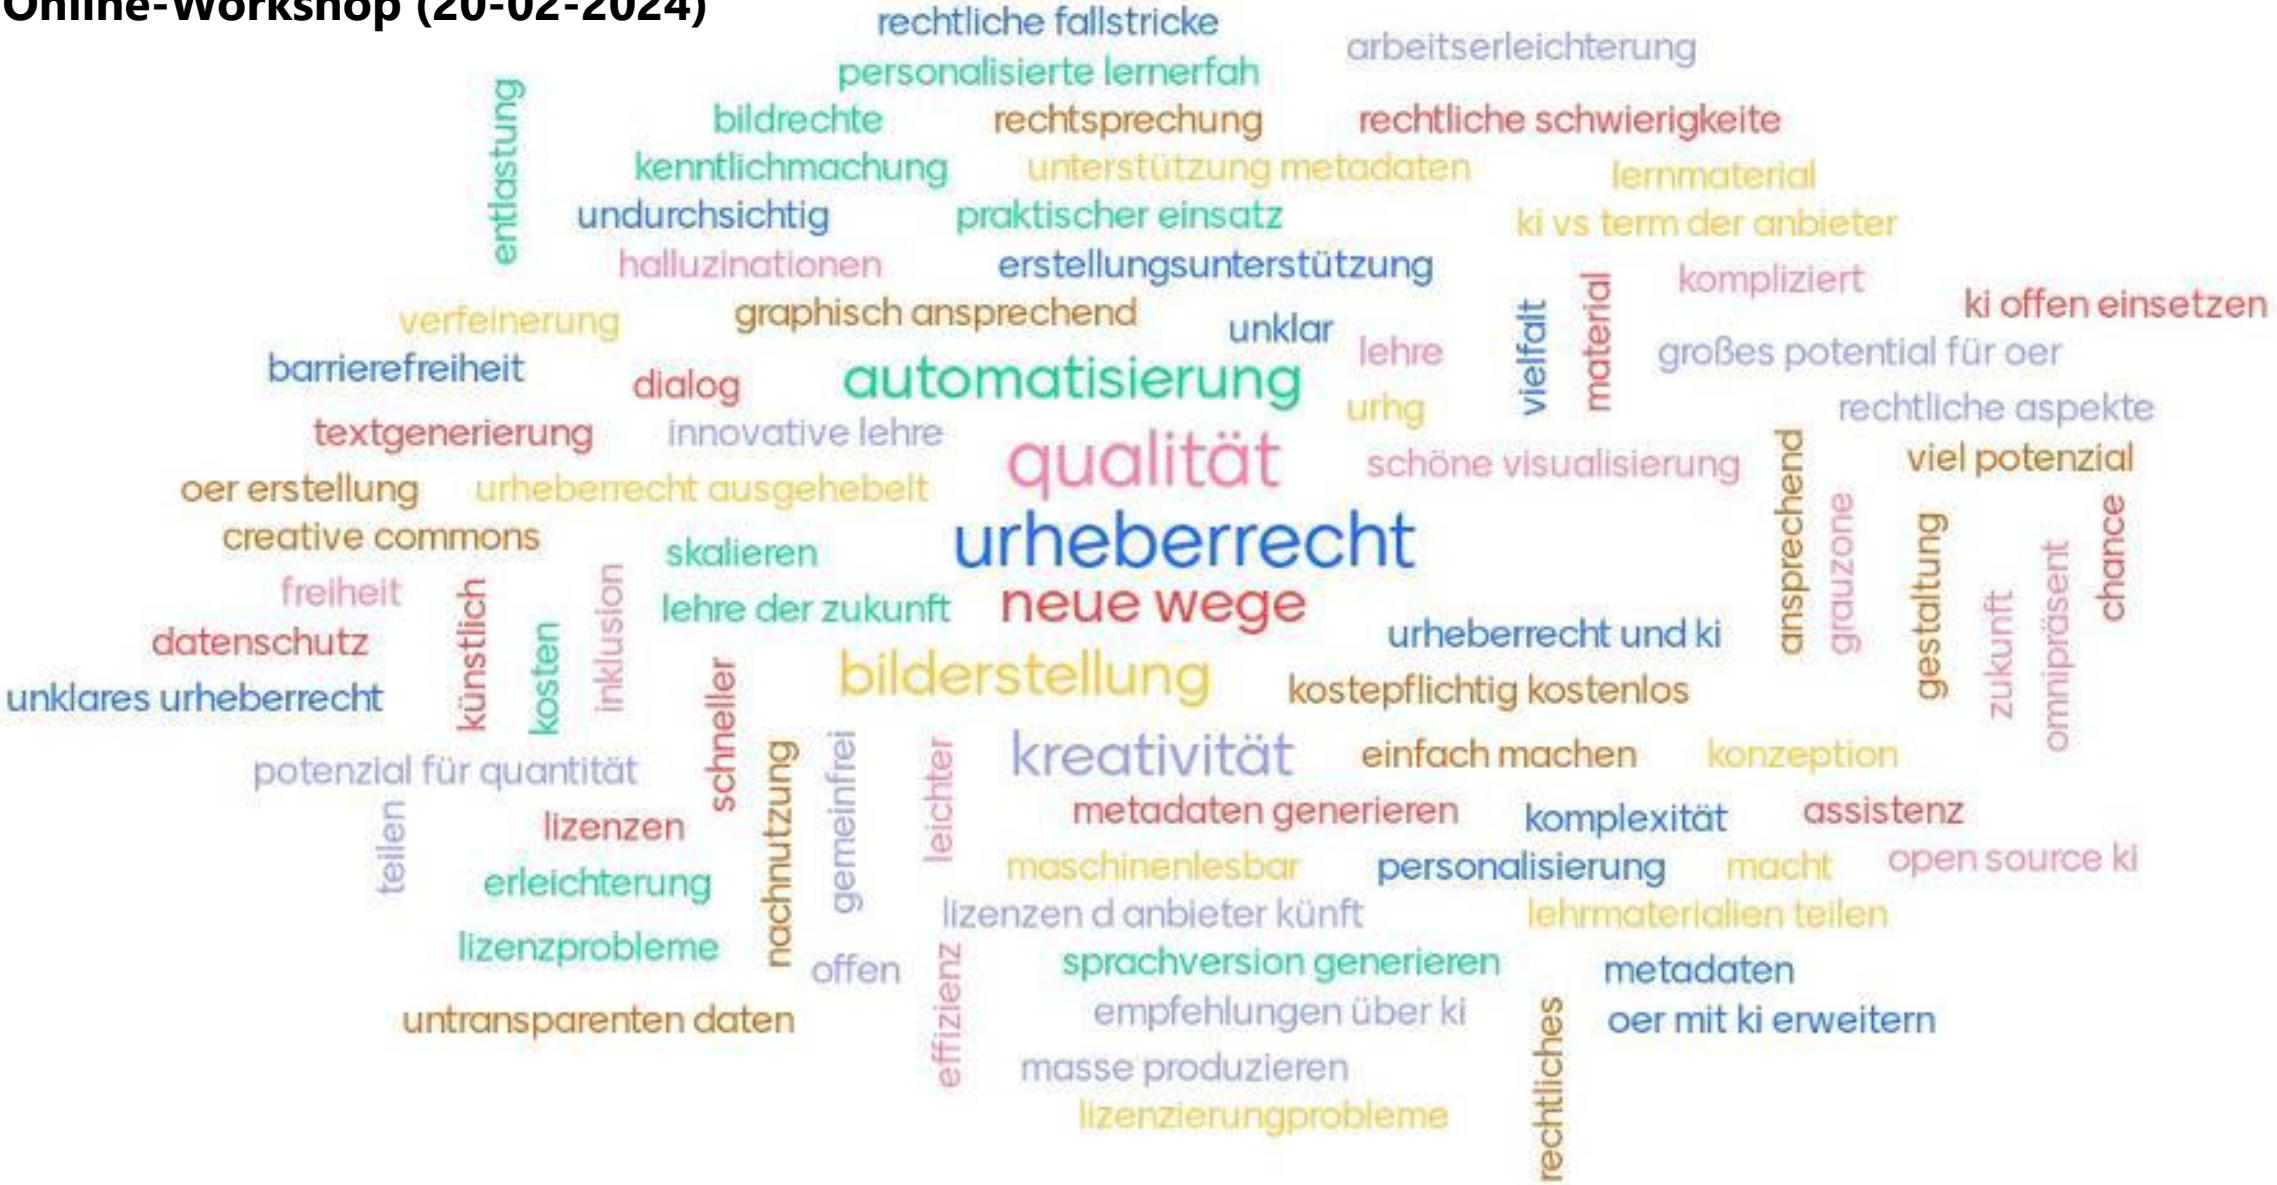 Online-Workshop (20-02-2024)
rechtliche fallstricke
arbeitserleichterung
personalisierte lernerfah
entlastung
bildrechte
rechtsprechung
rechtliche schwierigkeite
kenntlichmachung
unterstützung metadaten
lernmaterial
undurchsichtig
praktischer einsatz
ki vs term der anbieter
halluzinationen
erstellungsunterstützung
kompliziert
vielfalt
material
ki offen einsetzen
verfeinerung
graphisch ansprechend
unklar
lehre
großes potential für oer
barrierefreiheit
dialog
automatisierung
urhg
rechtliche aspekte
textgenerierung
innovative lehre
qualität
schöne visualisierung
ansprechend
viel potenzial
oer erstellung
urheberrecht ausgehebelt
grauzone
gestaltung
chance
creative commons
skalieren
urheberrecht
zukunft
omnipräsent
freiheit
künstlich
kosten
inklusion
lehre der zukunft
neue wege
urheberrecht und ki
datenschutz
bilderstellung
kostepflichtig kostenlos
unklares urheberrecht
schneller
potenzial für quantität
nachnutzung
gemeinfrei
leichter
kreativität
einfach machen
konzeption
teilen
lizenzen
metadaten generieren
komplexität
assistenz
erleichterung
maschinenlesbar
personalisierung
macht
open source ki
lizenzen d anbieter künft
lehrmaterialien teilen
lizenzprobleme
offen
effizienz
sprachversion generieren
metadaten
untransparenten daten
empfehlungen über ki
rechtliches
oer mit ki erweitern
masse produzieren
lizenzierungprobleme